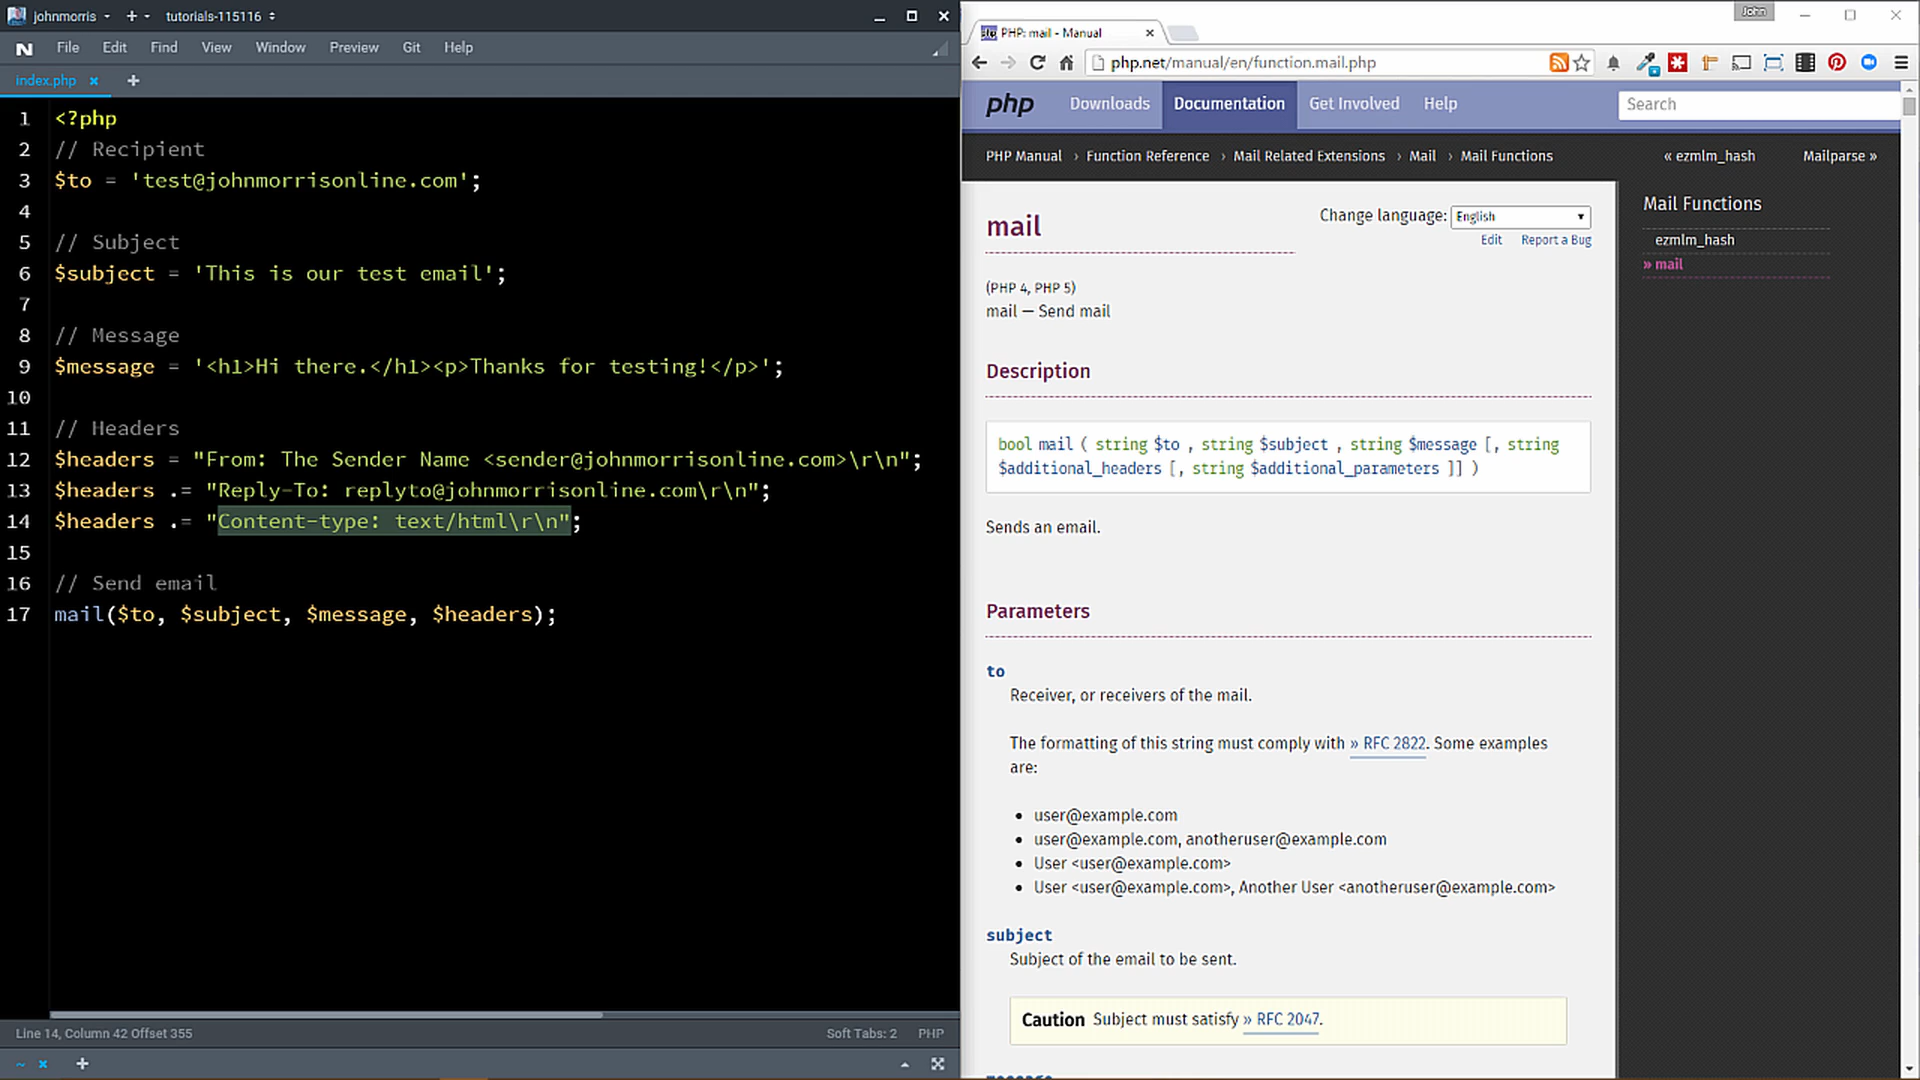 johnmorris
tutorials-115116
File Edit Find View Window Preview Git Help
index.php
1 <?php
2 // Recipient
3 $to = 'test@johnmorrisonline.com';
4
5 // Subject
6 $subject = 'This is our test email';
7
8 // Message
9 $message = '<h1>Hi there.</h1><p>Thanks for testing!</p>';
10
11 // Headers
12 $headers = "From: The Sender Name <sender@johnmorrisonline.com>\r\n";
13 $headers .= "Reply-To: replyto@johnmorrisonline.com\r\n";
14 $headers .= "Content-type: text/html\r\n";
15
16 // Send email
17 mail($to, $subject, $message, $headers);
Line 14, Column 42 Offset 355
Soft Tabs: 2 PHP
John
PHP: mail - Manual
php.net/manual/en/function.mail.php
php Downloads Documentation Get Involved Help Search
PHP Manual › Function Reference › Mail Related Extensions › Mail › Mail Functions « ezmlm_hash Mailparse »
mail
Change language: English
Edit Report a Bug
(PHP 4, PHP 5)
mail — Send mail
Description
bool mail ( string $to , string $subject , string $message [, string
$additional_headers [, string $additional_parameters ]] )
Sends an email.
Parameters
to
Receiver, or receivers of the mail.
The formatting of this string must comply with » RFC 2822. Some examples
are:
• user@example.com
• user@example.com, anotheruser@example.com
• User <user@example.com>
• User <user@example.com>, Another User <anotheruser@example.com>
subject
Subject of the email to be sent.
Caution Subject must satisfy » RFC 2047.
Mail Functions
ezmlm_hash
» mail